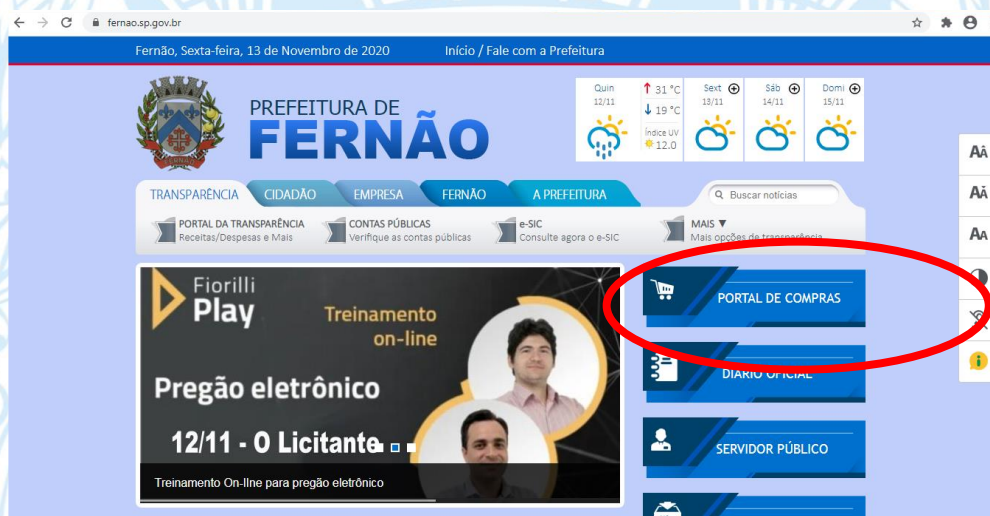 fernao.sp.gov.br
Fernão, Sexta-feira, 13 de Novembro de 2020
Início / Fale com a Prefeitura
PREFEITURA DE
FERNÃO
FERNÃO
Quin
12/11
31 °C
19 °C
Índice UV
12.0
Sext
13/11
Sáb
14/11
Domi
15/11
TRANSPARÊNCIA
CIDADÃO
EMPRESA
FERNÃO
A PREFEITURA
Buscar notícias
PORTAL DA TRANSPARÊNCIA
Receitas/Despesas e Mais
CONTAS PÚBLICAS
Verifique as contas públicas
e-SIC
Consulte agora o e-SIC
MAIS ▼
Mais opções de transparência
Fiorilli
Play
Treinamento
on-line
Pregão eletrônico
12/11 - O Licitante
Treinamento On-line para pregão eletrônico
PORTAL DE COMPRAS
DIÁRIO OFICIAL
SERVIDOR PÚBLICO